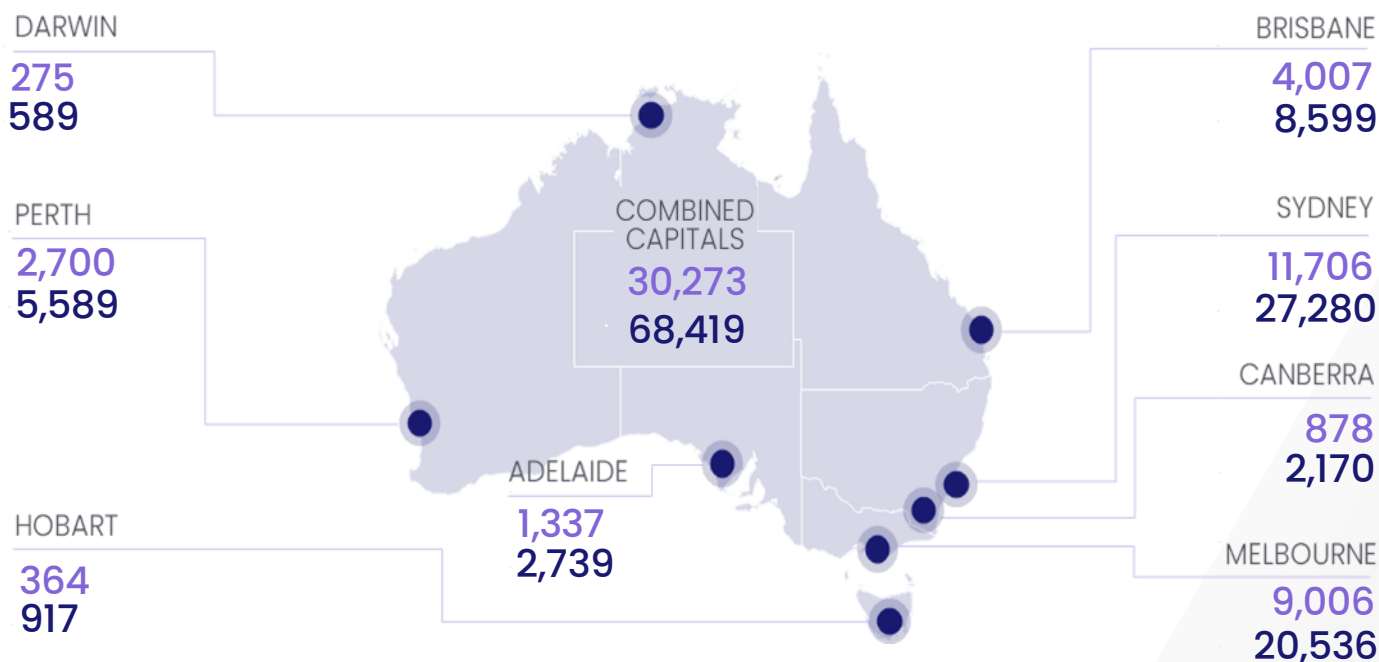 DARWIN
275
589
PERTH
2,700
5,589
HOBART
364
917
COMBINED
CAPITALS
30,273
68,419
ADELAIDE
1,337
2,739
BRISBANE
4,007
8,599
SYDNEY
11,706
27,280
CANBERRA
878
2,170
MELBOURNE
9,006
20,536